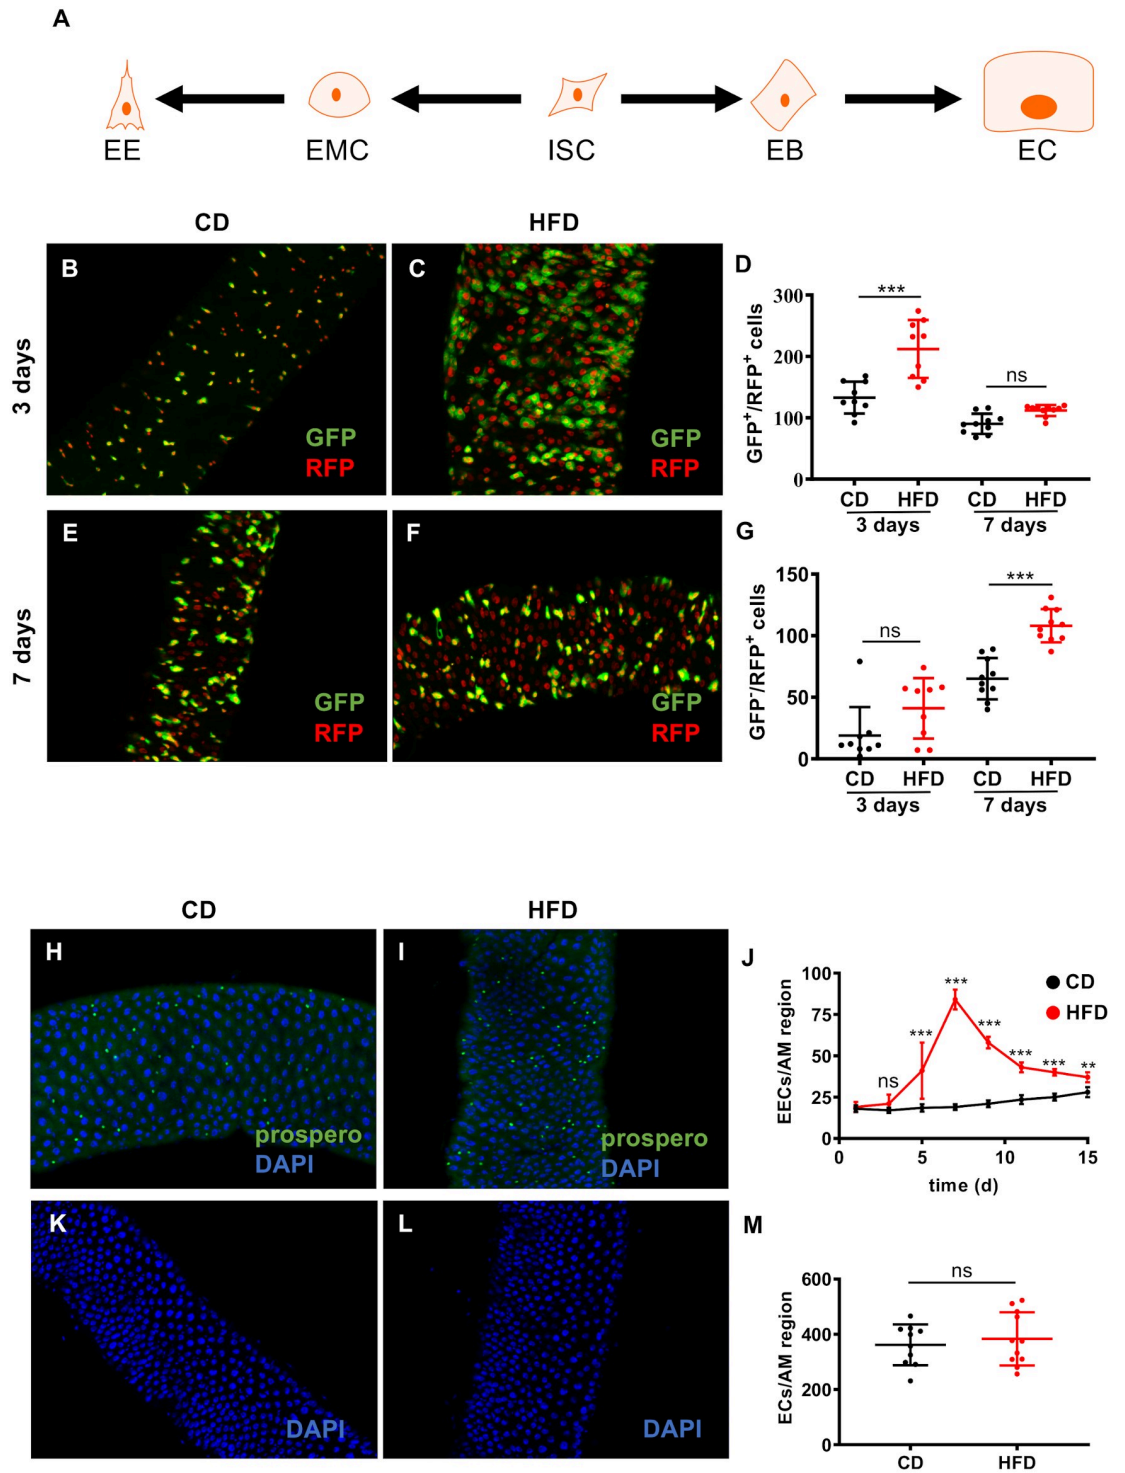 A
EE EMC ISC EB EC
CD HFD
3 days
B
GFP
RFP
C
GFP
RFP
D
GFP+/RFP+ cells
300
200
100
0
***
ns
CD HFD CD HFD
3 days 7 days
7 days
E
GFP
RFP
F
GFP
RFP
G
GFP-/RFP+ cells
150
100
50
0
ns
***
CD HFD CD HFD
3 days 7 days
CD HFD
H
prospero
DAPI
I
prospero
DAPI
J
EECs/AM region
100
75
50
25
0
ns
***
***
***
***
***
**
CD
HFD
0 5 10 15
time (d)
K
DAPI
L
DAPI
M
ECs/AM region
600
400
200
0
ns
CD HFD